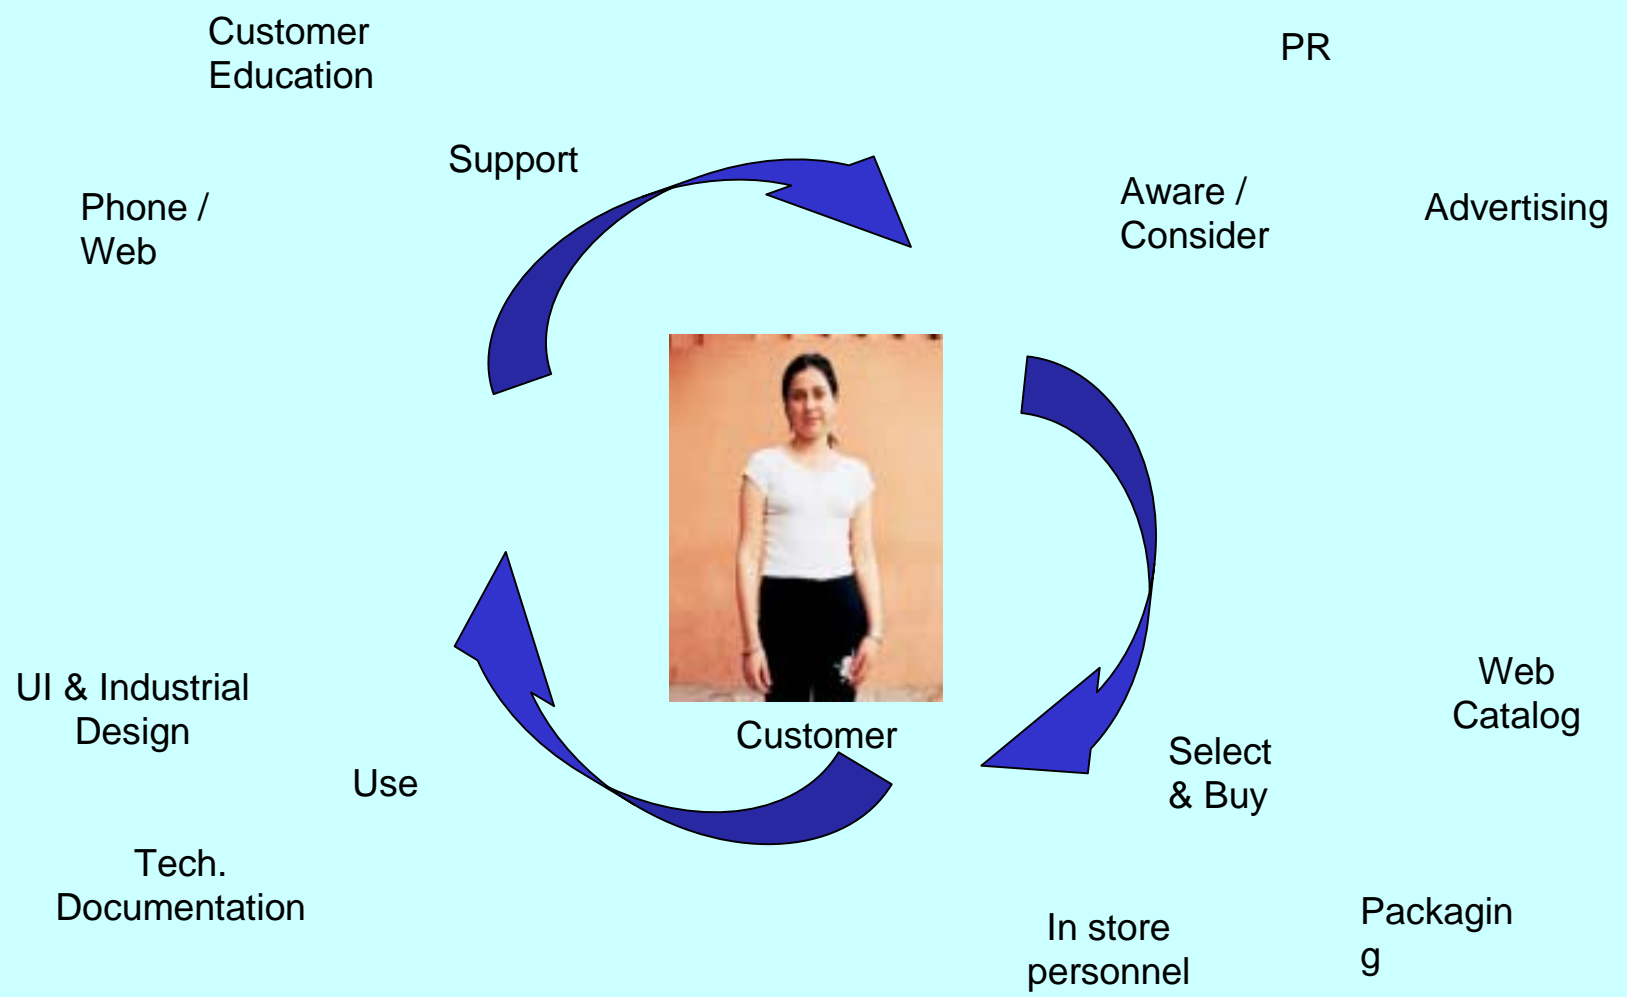 Customer
Education
PR
Support
Phone /
Web
Aware /
Consider
Advertising
Customer
UI & Industrial
Design
Use
Tech.
Documentation
Select
& Buy
Web
Catalog
In store
personnel
Packagin
g